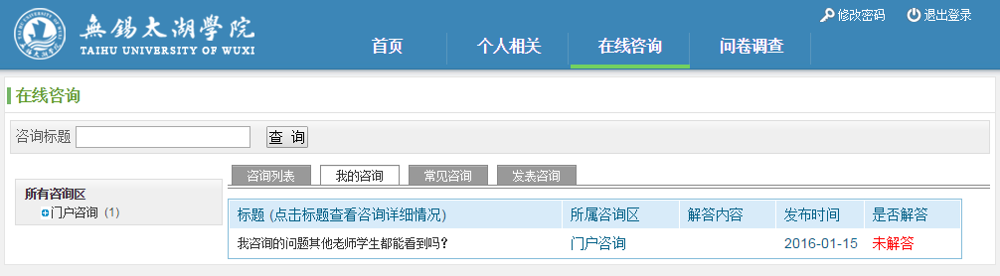 無錫太湖學院
TAIHU UNIVERSITY OF WUXI
修改密码 退出登录
首页 个人相关 在线咨询 问卷调查
在线咨询
咨询标题 查 询
咨询列表 我的咨询 常见咨询 发表咨询
所有咨询区
门户咨询 (1)
标题 (点击标题查看咨询详细情况) 所属咨询区 解答内容 发布时间 是否解答
我咨询的问题其他老师学生都能看到吗? 门户咨询 2016-01-15 未解答